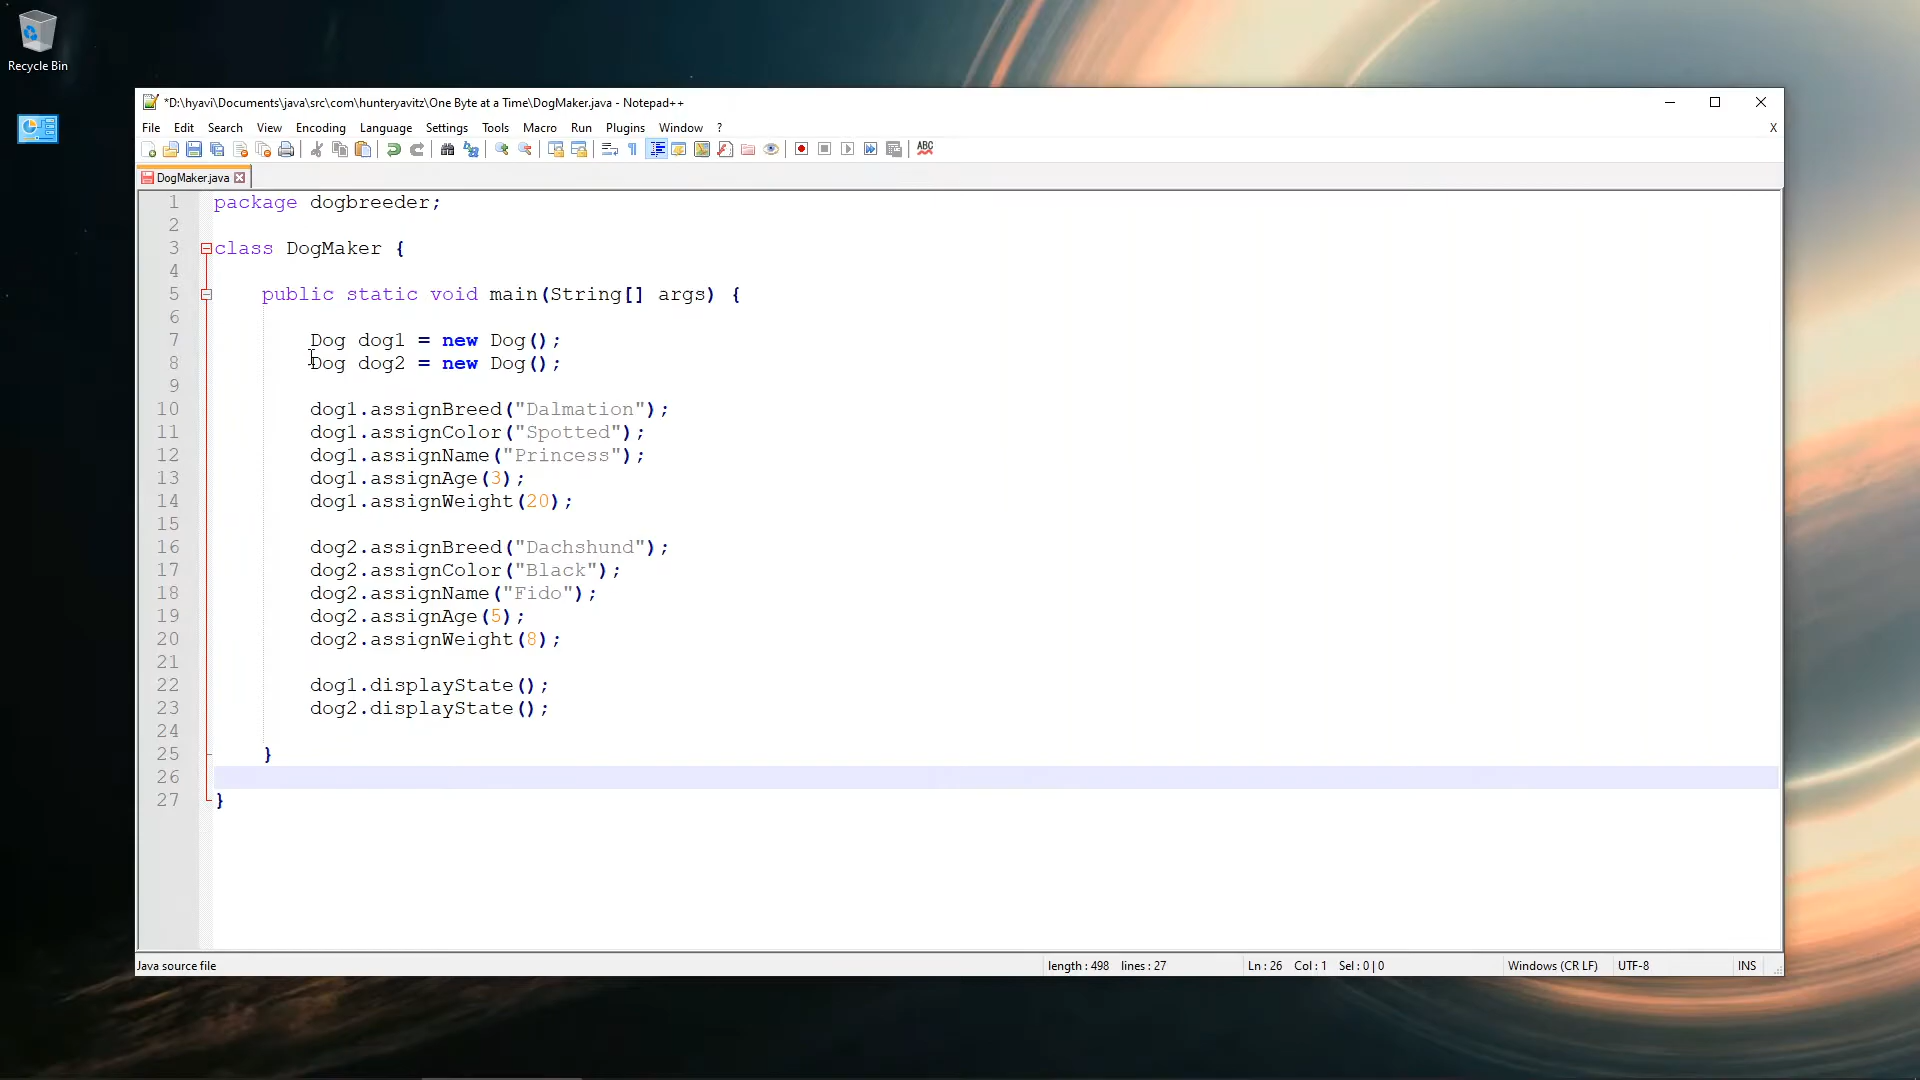 Recycle Bin
*D:\hyavi\Documents\java\src\com\hunteryavitz\One Byte at a Time\DogMaker.java - Notepad++
File Edit Search View Encoding Language Settings Tools Macro Run Plugins Window ? X
ABC
DogMaker.java
1 package dogbreeder;
2
3 class DogMaker {
4
5 public static void main(String[] args) {
6
7 Dog dog1 = new Dog();
8 Dog dog2 = new Dog();
9
10 dog1.assignBreed("Dalmation");
11 dog1.assignColor("Spotted");
12 dog1.assignName("Princess");
13 dog1.assignAge(3);
14 dog1.assignWeight(20);
15
16 dog2.assignBreed("Dachshund");
17 dog2.assignColor("Black");
18 dog2.assignName("Fido");
19 dog2.assignAge(5);
20 dog2.assignWeight(8);
21
22 dog1.displayState();
23 dog2.displayState();
24
25 }
26
27 }
Java source file length : 498 lines : 27 Ln : 26 Col : 1 Sel : 0 | 0 Windows (CR LF) UTF-8 INS